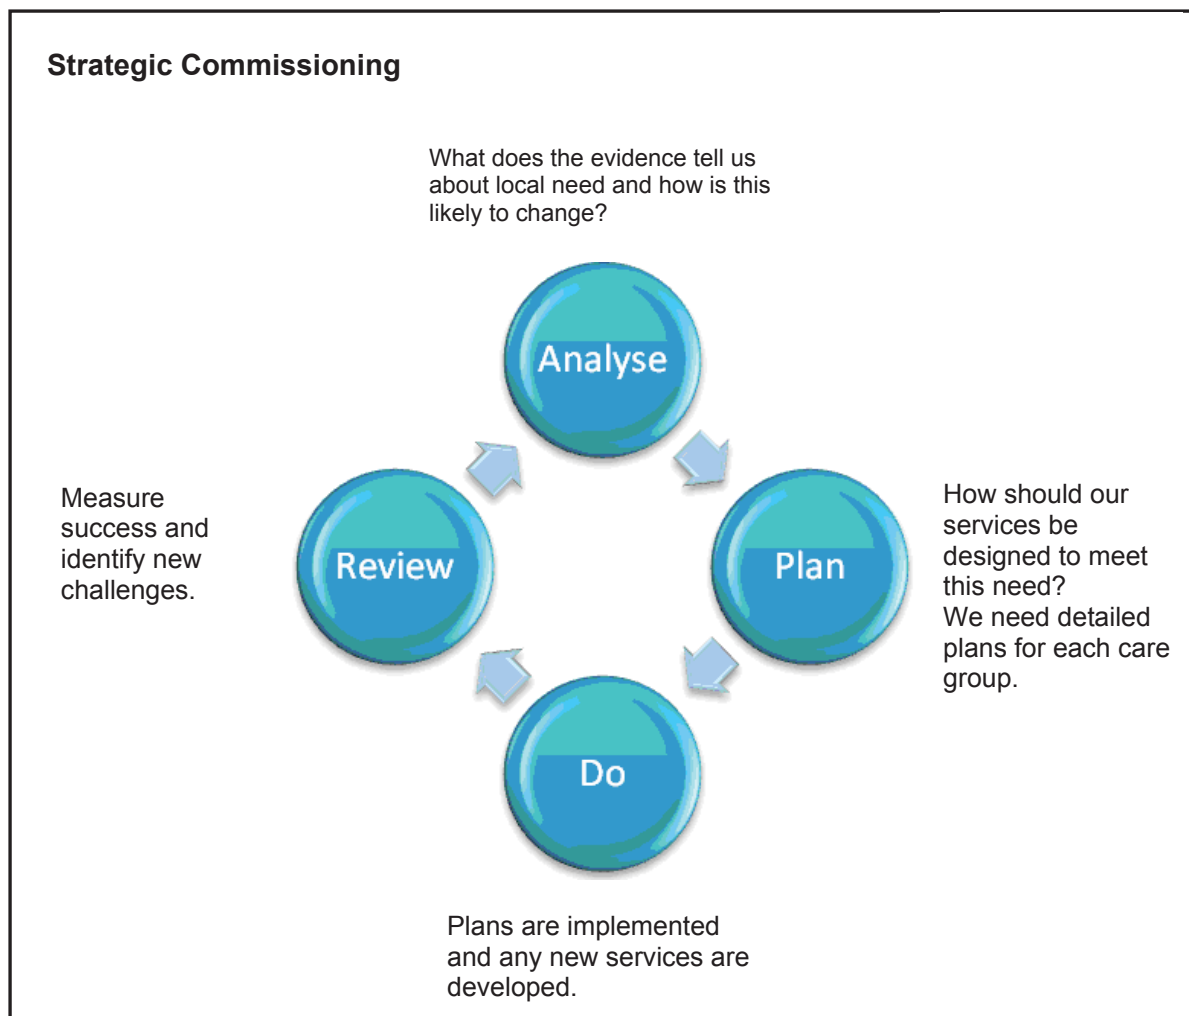 Strategic Commissioning
What does the evidence tell us
about local need and how is this
likely to change?
Analyse
Measure
success and
identify new
challenges.
Review
Plan
How should our
services be
designed to meet
this need?
We need detailed
plans for each care
group.
Do
Plans are implemented
and any new services are
developed.